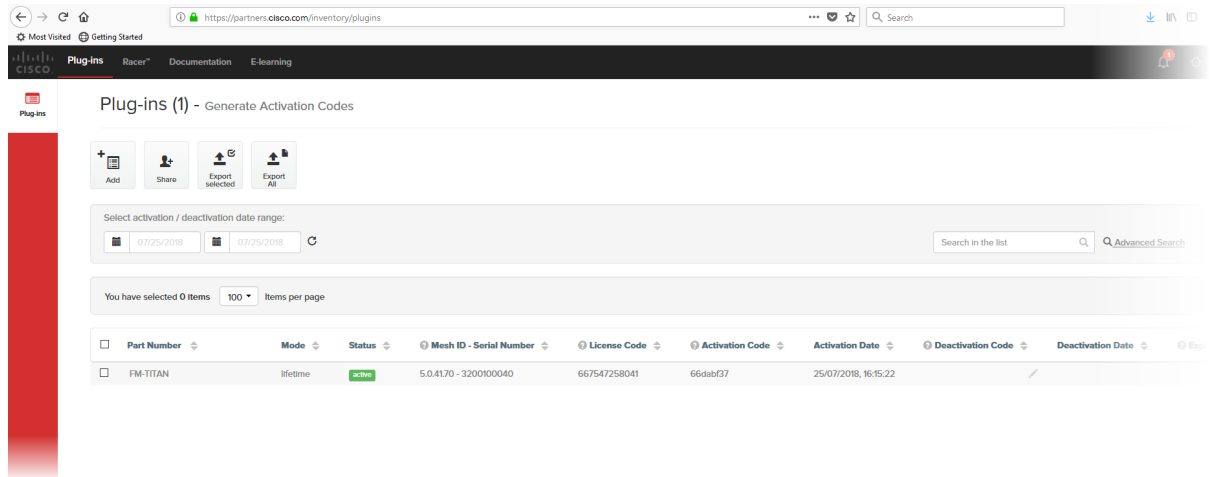 https://partners.cisco.com/inventory/plugins
Search
Most Visited Getting Started
CISCO Plug-ins Racer™ Documentation E-learning
1
Plug-ins
Plug-ins (1) - Generate Activation Codes
Add Share Export selected Export All
Select activation / deactivation date range:
07/25/2018 07/25/2018 Search in the list Advanced Search
You have selected 0 items 100 Items per page
Part Number Mode Status Mesh ID - Serial Number License Code Activation Code Activation Date Deactivation Code Deactivation Date
FM-TITAN lifetime active 5.0.41.70 - 3200100040 667547258041 66dabf37 25/07/2018, 16:15:22